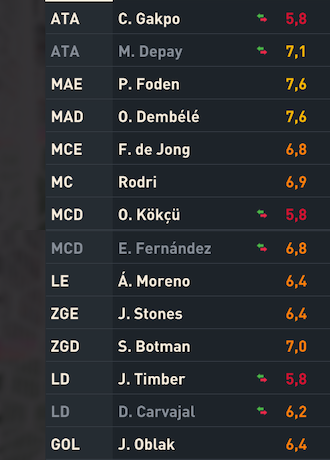 ATA C. Gakpo 5,8
ATA M. Depay 7,1
MAE P. Foden 7,6
MAD O. Dembélé 7,6
MCE F. de Jong 6,8
MC Rodri 6,9
MCD O. Kökçü 5,8
MCD E. Fernández 6,8
LE Á. Moreno 6,4
ZGE J. Stones 6,4
ZGD S. Botman 7,0
LD J. Timber 5,8
LD D. Carvajal 6,2
GOL J. Oblak 6,4